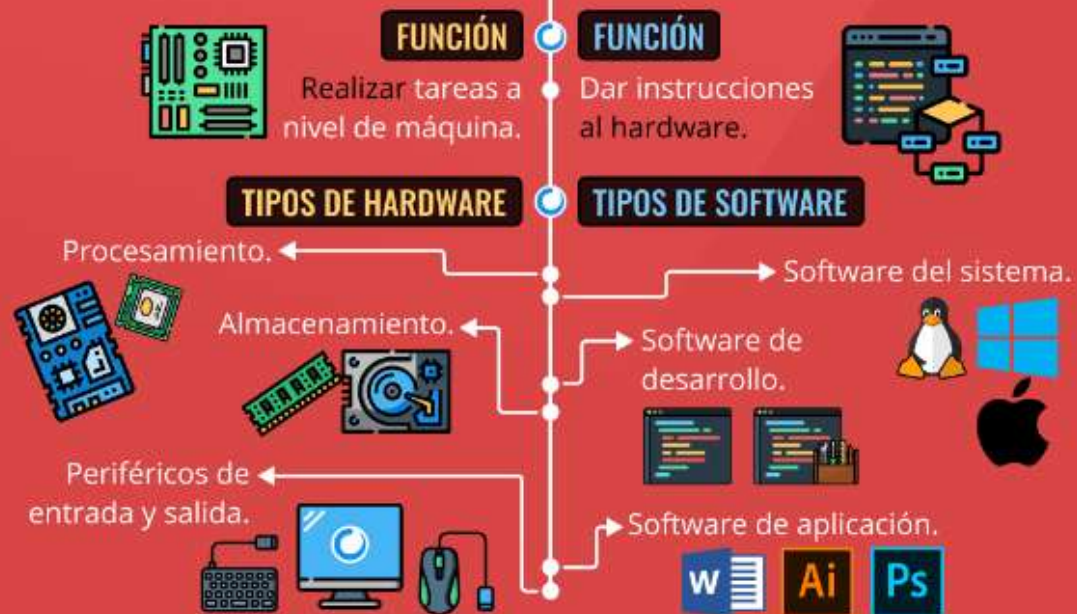 FUNCIÓN
Realizar tareas a
nivel de máquina.
FUNCIÓN
Dar instrucciones
al hardware.
TIPOS DE HARDWARE
Procesamiento.
Almacenamiento.
Periféricos de
entrada y salida.
TIPOS DE SOFTWARE
Software del sistema.
Software de
desarrollo.
Software de aplicación.
W
Ai
Ps